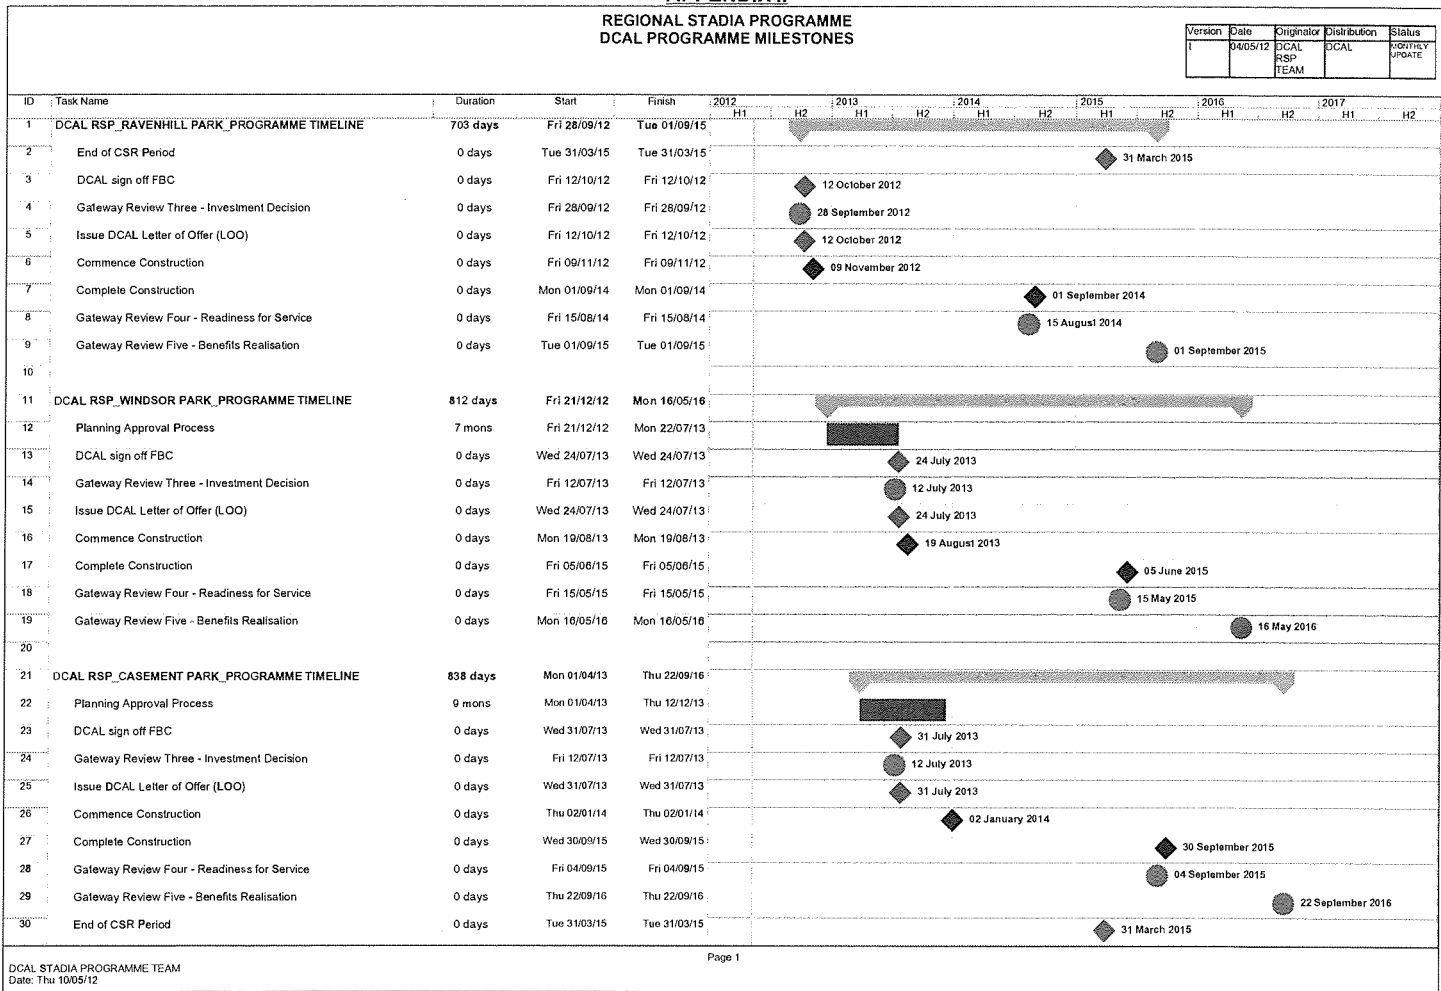 REGIONAL STADIA PROGRAMME
DCAL PROGRAMME MILESTONES
Version Date Originator Distribution Status
1 04/05/12 DCAL RSP TEAM DCAL MONTHLY UPDATE
ID Task Name Duration Start Finish 2012 2013 2014 2015 2016 2017
H1 H2 H1 H2 H1 H2 H1 H2 H1 H2 H1 H2
1 DCAL RSP_RAVENHILL PARK_PROGRAMME TIMELINE 703 days Fri 28/09/12 Tue 01/09/15
2 End of CSR Period 0 days Tue 31/03/15 Tue 31/03/15 31 March 2015
3 DCAL sign off FBC 0 days Fri 12/10/12 Fri 12/10/12 12 October 2012
4 Gateway Review Three - Investment Decision 0 days Fri 28/09/12 Fri 28/09/12 28 September 2012
5 Issue DCAL Letter of Offer (LOO) 0 days Fri 12/10/12 Fri 12/10/12 12 October 2012
6 Commence Construction 0 days Fri 09/11/12 Fri 09/11/12 09 November 2012
7 Complete Construction 0 days Mon 01/09/14 Mon 01/09/14 01 September 2014
8 Gateway Review Four - Readiness for Service 0 days Fri 15/08/14 Fri 15/08/14 15 August 2014
9 Gateway Review Five - Benefits Realisation 0 days Tue 01/09/15 Tue 01/09/15 01 September 2015
10
11 DCAL RSP_WINDSOR PARK_PROGRAMME TIMELINE 812 days Fri 21/12/12 Mon 16/05/16
12 Planning Approval Process 7 mons Fri 21/12/12 Mon 22/07/13
13 DCAL sign off FBC 0 days Wed 24/07/13 Wed 24/07/13 24 July 2013
14 Gateway Review Three - Investment Decision 0 days Fri 12/07/13 Fri 12/07/13 12 July 2013
15 Issue DCAL Letter of Offer (LOO) 0 days Wed 24/07/13 Wed 24/07/13 24 July 2013
16 Commence Construction 0 days Mon 19/08/13 Mon 19/08/13 19 August 2013
17 Complete Construction 0 days Fri 05/06/15 Fri 05/06/15 05 June 2015
18 Gateway Review Four - Readiness for Service 0 days Fri 15/05/15 Fri 15/05/15 15 May 2015
19 Gateway Review Five - Benefits Realisation 0 days Mon 16/05/16 Mon 16/05/16 16 May 2016
20
21 DCAL RSP_CASEMENT PARK_PROGRAMME TIMELINE 838 days Mon 01/04/13 Thu 22/09/16
22 Planning Approval Process 9 mons Mon 01/04/13 Thu 12/12/13
23 DCAL sign off FBC 0 days Wed 31/07/13 Wed 31/07/13 31 July 2013
24 Gateway Review Three - Investment Decision 0 days Fri 12/07/13 Fri 12/07/13 12 July 2013
25 Issue DCAL Letter of Offer (LOO) 0 days Wed 31/07/13 Wed 31/07/13 31 July 2013
26 Commence Construction 0 days Thu 02/01/14 Thu 02/01/14 02 January 2014
27 Complete Construction 0 days Wed 30/09/15 Wed 30/09/15 30 September 2015
28 Gateway Review Four - Readiness for Service 0 days Fri 04/09/15 Fri 04/09/15 04 September 2015
29 Gateway Review Five - Benefits Realisation 0 days Thu 22/09/16 Thu 22/09/16 22 September 2016
30 End of CSR Period 0 days Tue 31/03/15 Tue 31/03/15 31 March 2015
Page 1
DCAL STADIA PROGRAMME TEAM
Date: Thu 10/05/12